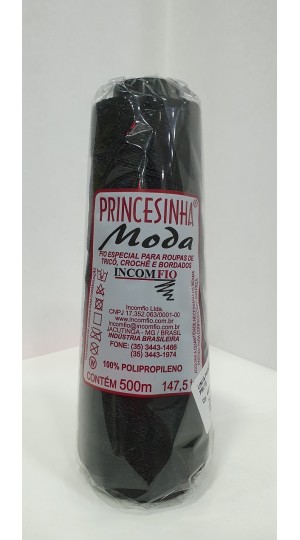 PRINCESINHA®
Moda
FIO ESPECIAL PARA ROUPAS DE
TRICÔ, CROCHÊ E BORDADOS
INCOMFIO
Incomfio Ltda.
CNPJ 17.352.063/0001-00
www.incomfio.com.br
incomfio@incomfio.com.br
JACUTINGA - MG / BRASIL
INDÚSTRIA BRASILEIRA
FONE: (35) 3443-1466
(35) 3443-1974
100% POLIPROPILENO
CONTÉM 500m 147,5